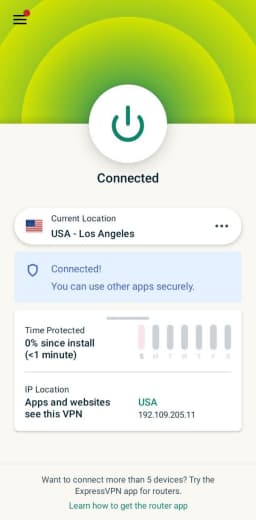 Connected
Current Location
USA - Los Angeles
Connected!
You can use other apps securely.
Time Protected
0% since install
(<1 minute)
S M T W T F S
IP Location
Apps and websites
see this VPN
USA
192.109.205.11
Want to connect more than 5 devices? Try the
ExpressVPN app for routers.
Learn how to get the router app